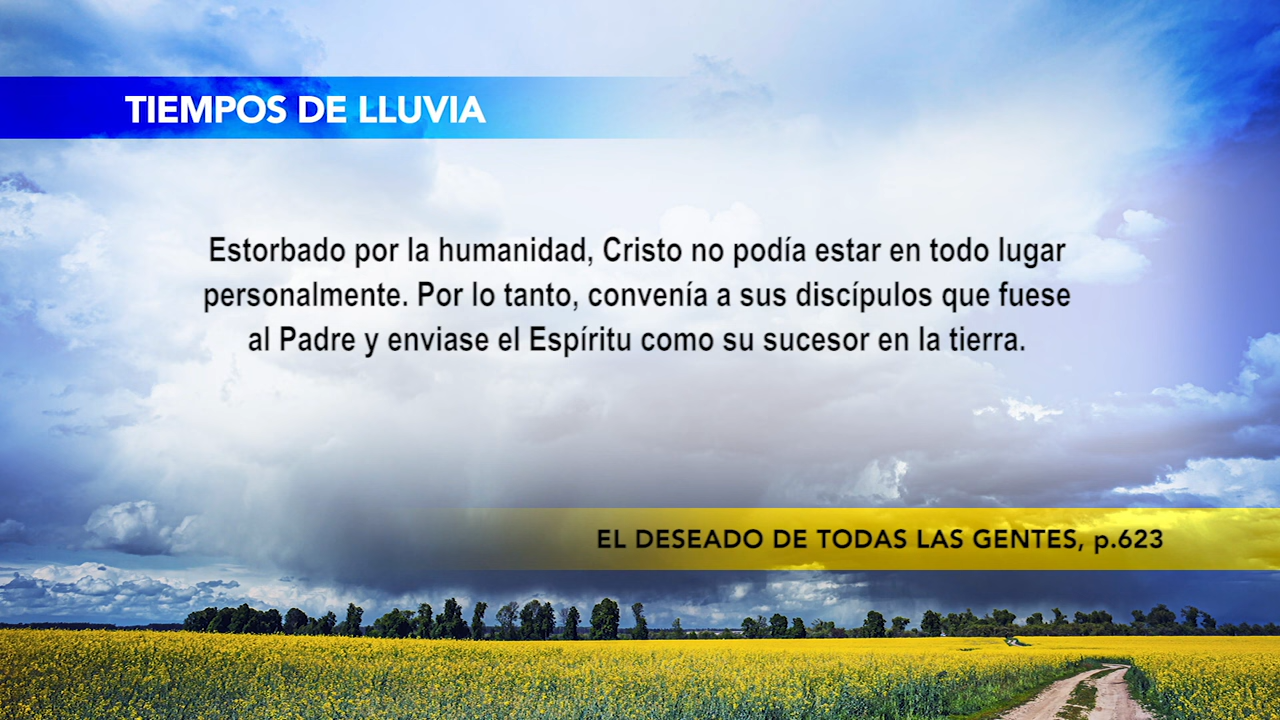 TIEMPOS DE LLUVIA
Estorbado por la humanidad, Cristo no podía estar en todo lugar
personalmente. Por lo tanto, convenía a sus discípulos que fuese
al Padre y enviase el Espíritu como su sucesor en la tierra.
EL DESEADO DE TODAS LAS GENTES, p.623